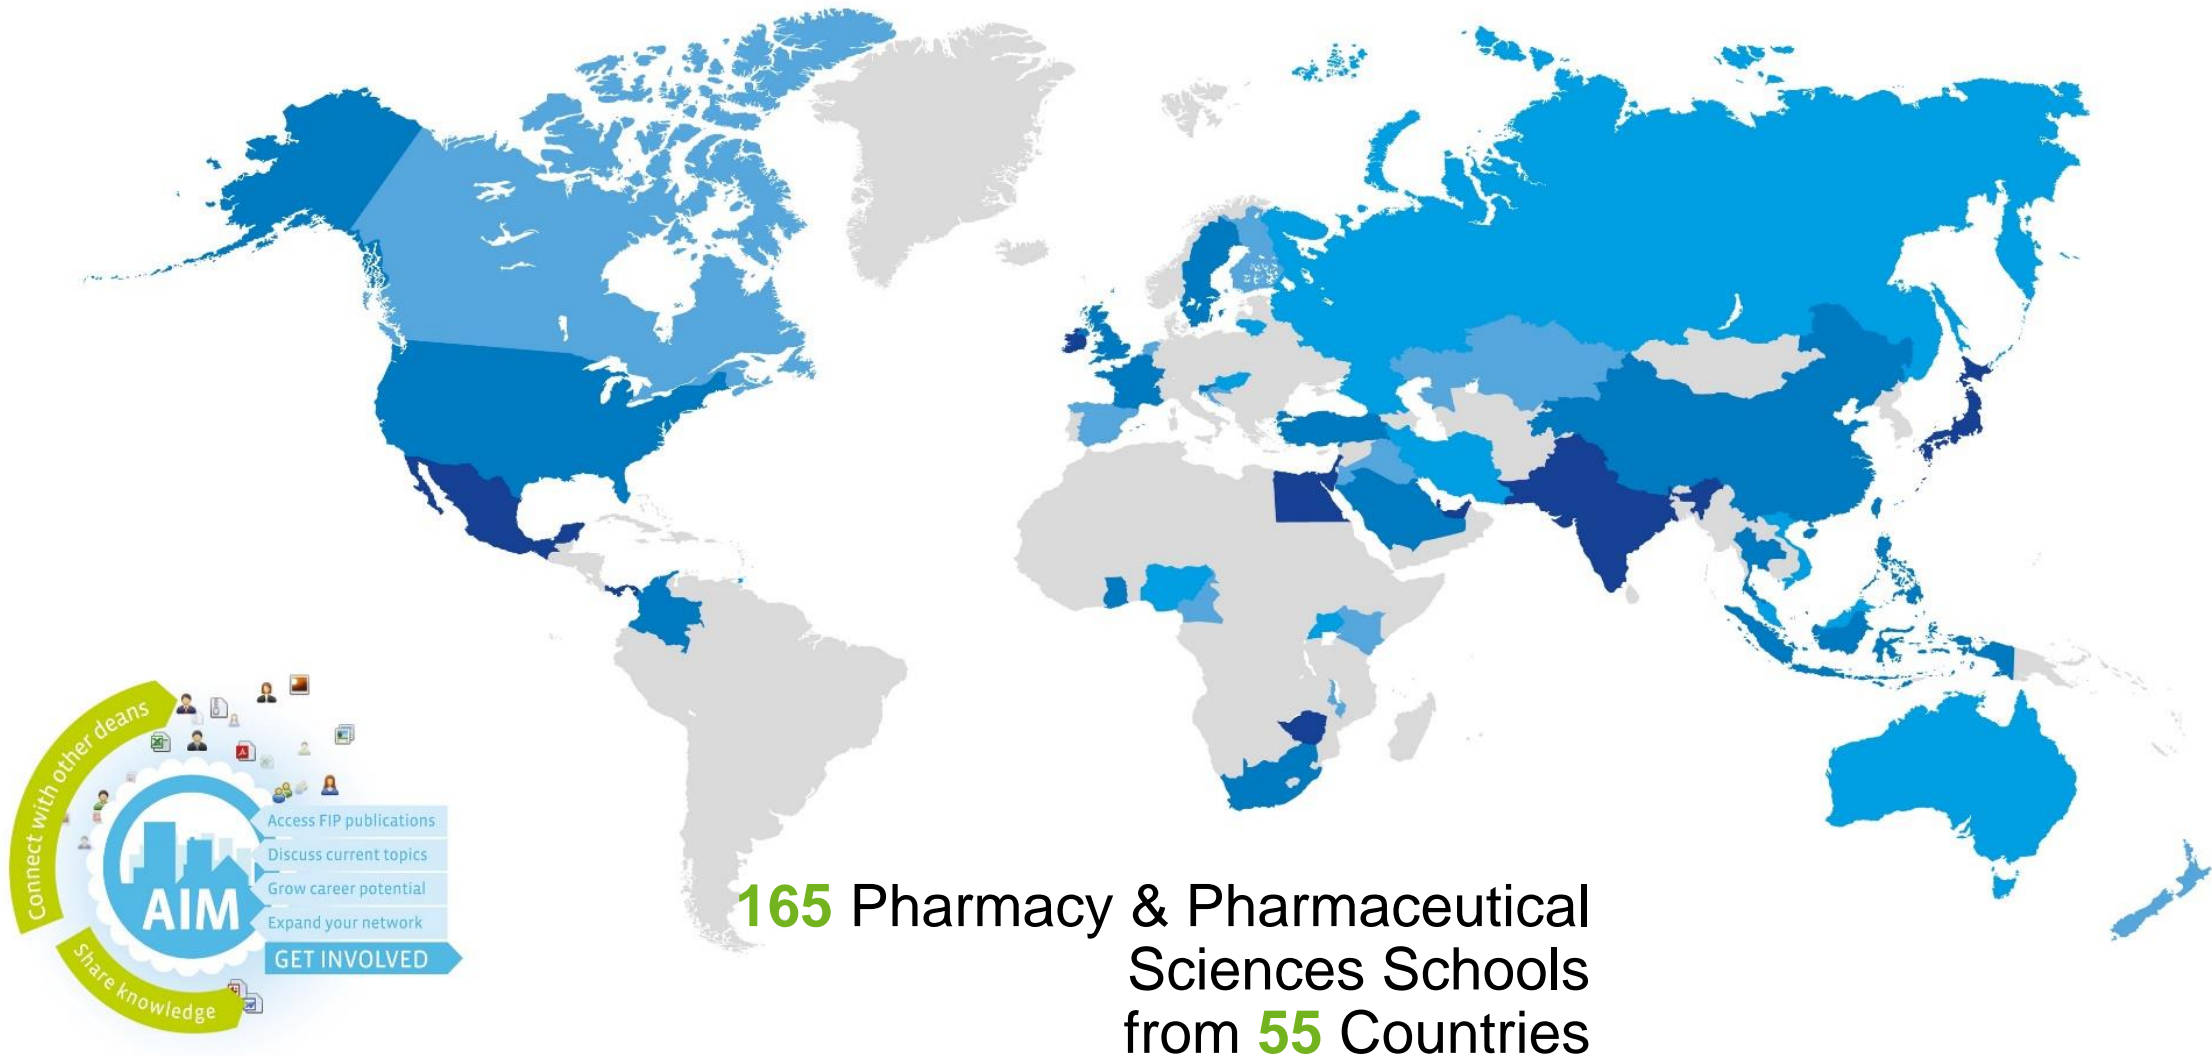 Connect with other deans
Access FIP publications
Discuss current topics
Grow career potential
Expand your network
GET INVOLVED
AIM
Share knowledge
165 Pharmacy & Pharmaceutical
Sciences Schools
from 55 Countries